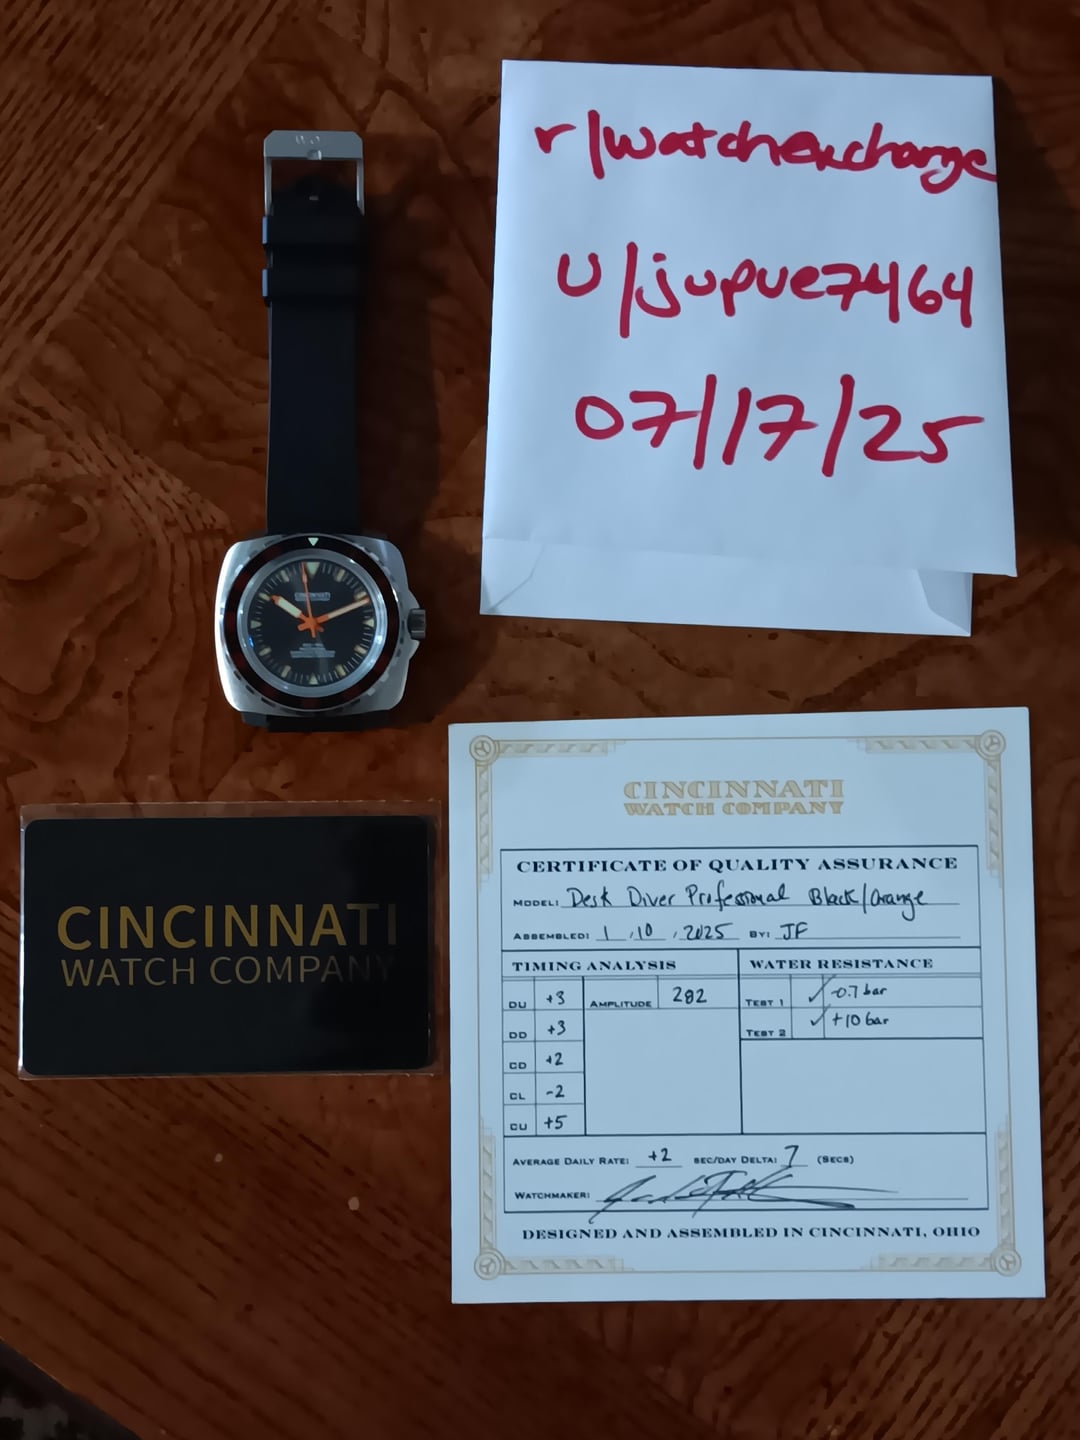 r/watchexchange
u/jupue7464
07/17/25
CINCINNATI
CINCINNATI
WATCH COMPANY
CINCINNATI
WATCH COMPANY
CERTIFICATE OF QUALITY ASSURANCE
MODEL: Desk Diver Professional Black/Orange
ASSEMBLED: 1, 10, 2025 BY: JF
TIMING ANALYSIS
DU +3 AMPLITUDE 282
DD +3
CD +2
CL -2
CU +5
WATER RESISTANCE
TEST 1 ✓ -0.7 bar
TEST 2 ✓ +10 bar
AVERAGE DAILY RATE: +2 SEC/DAY DELTA: 7 (SECS)
WATCHMAKER:
DESIGNED AND ASSEMBLED IN CINCINNATI, OHIO